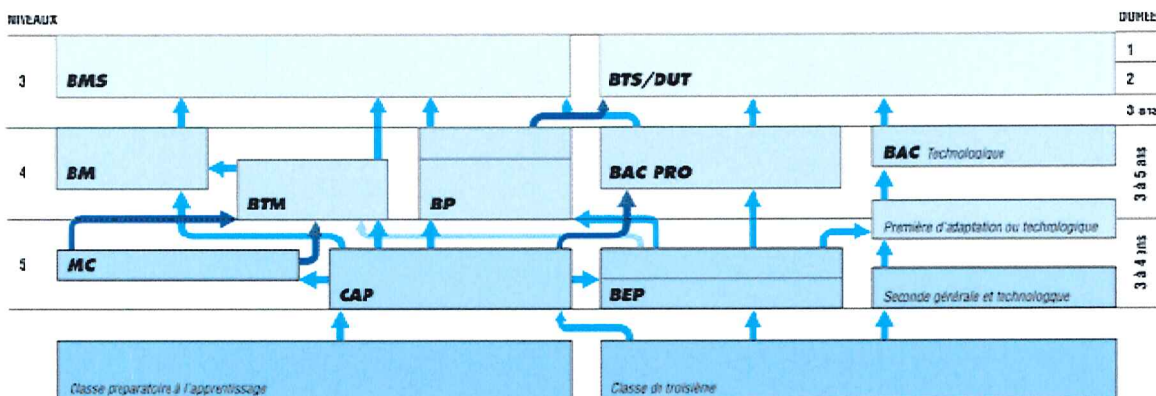 NIVEAUX
DUREE
1
3
BMS
BTS/DUT
2
3 ans
BM
BAC Technologique
4
BTM
BP
BAC PRO
3 à 5 ans
Première d'adaptation ou technologique
5
MC
CAP
BEP
Seconde générale et technologique
3 à 4 ans
Classe préparatoire à l'apprentissage
Classe de troisième